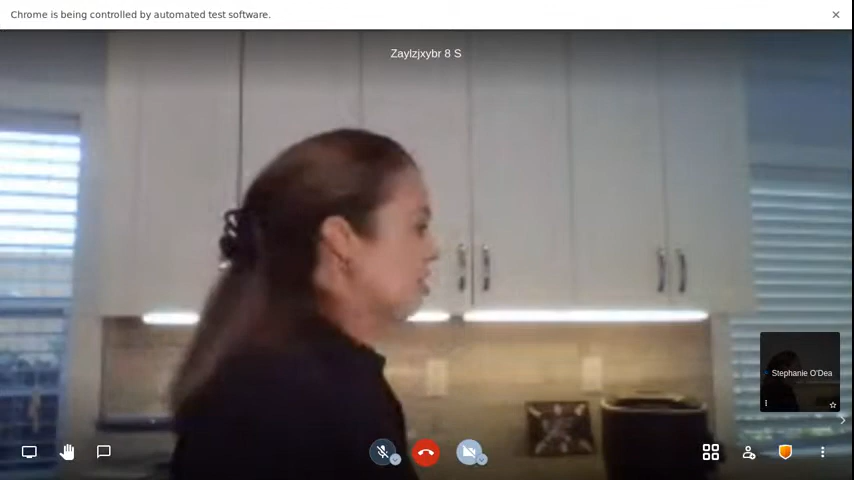 Chrome is being controlled by automated test software.
Zaylzjxybr 8 S
Stephanie O'Dea